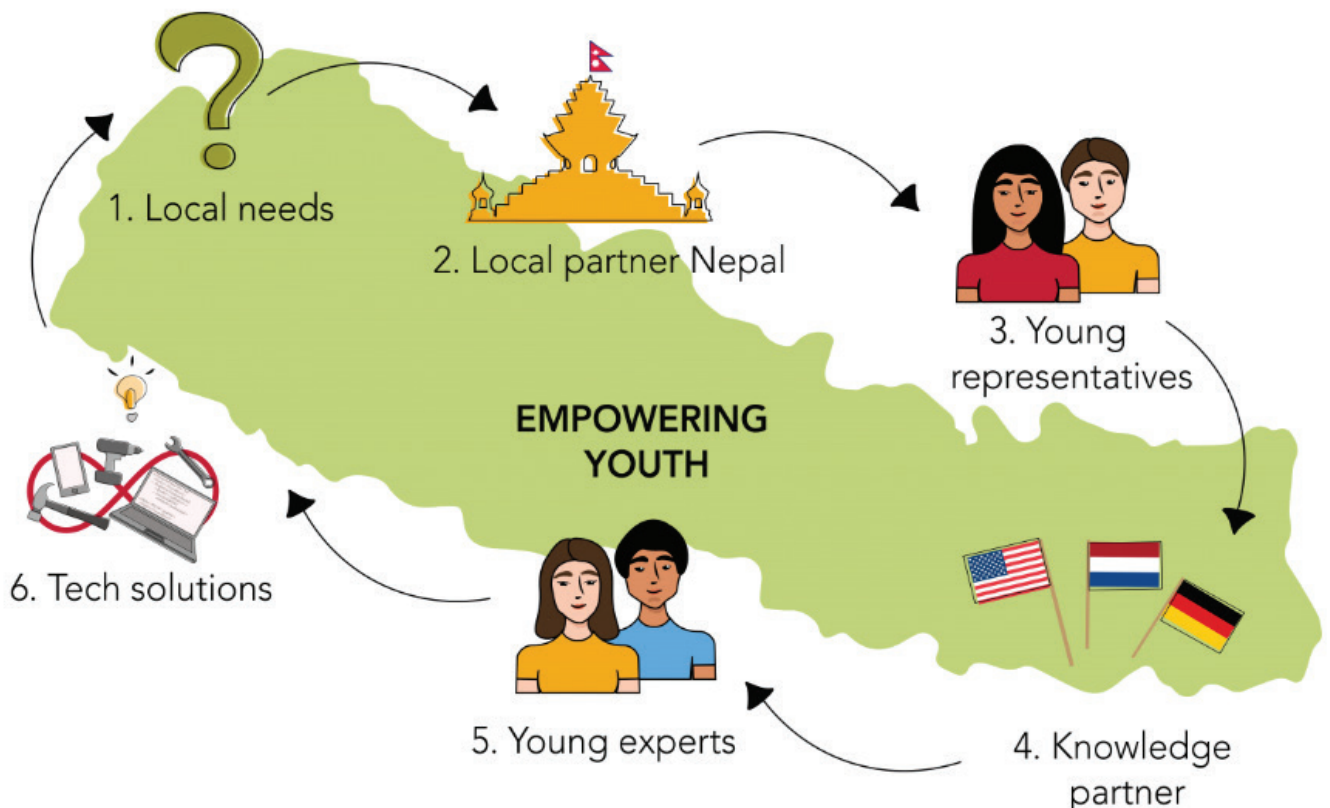 1. Local needs
2. Local partner Nepal
3. Young
representatives
EMPOWERING
YOUTH
4. Knowledge
partner
5. Young experts
6. Tech solutions